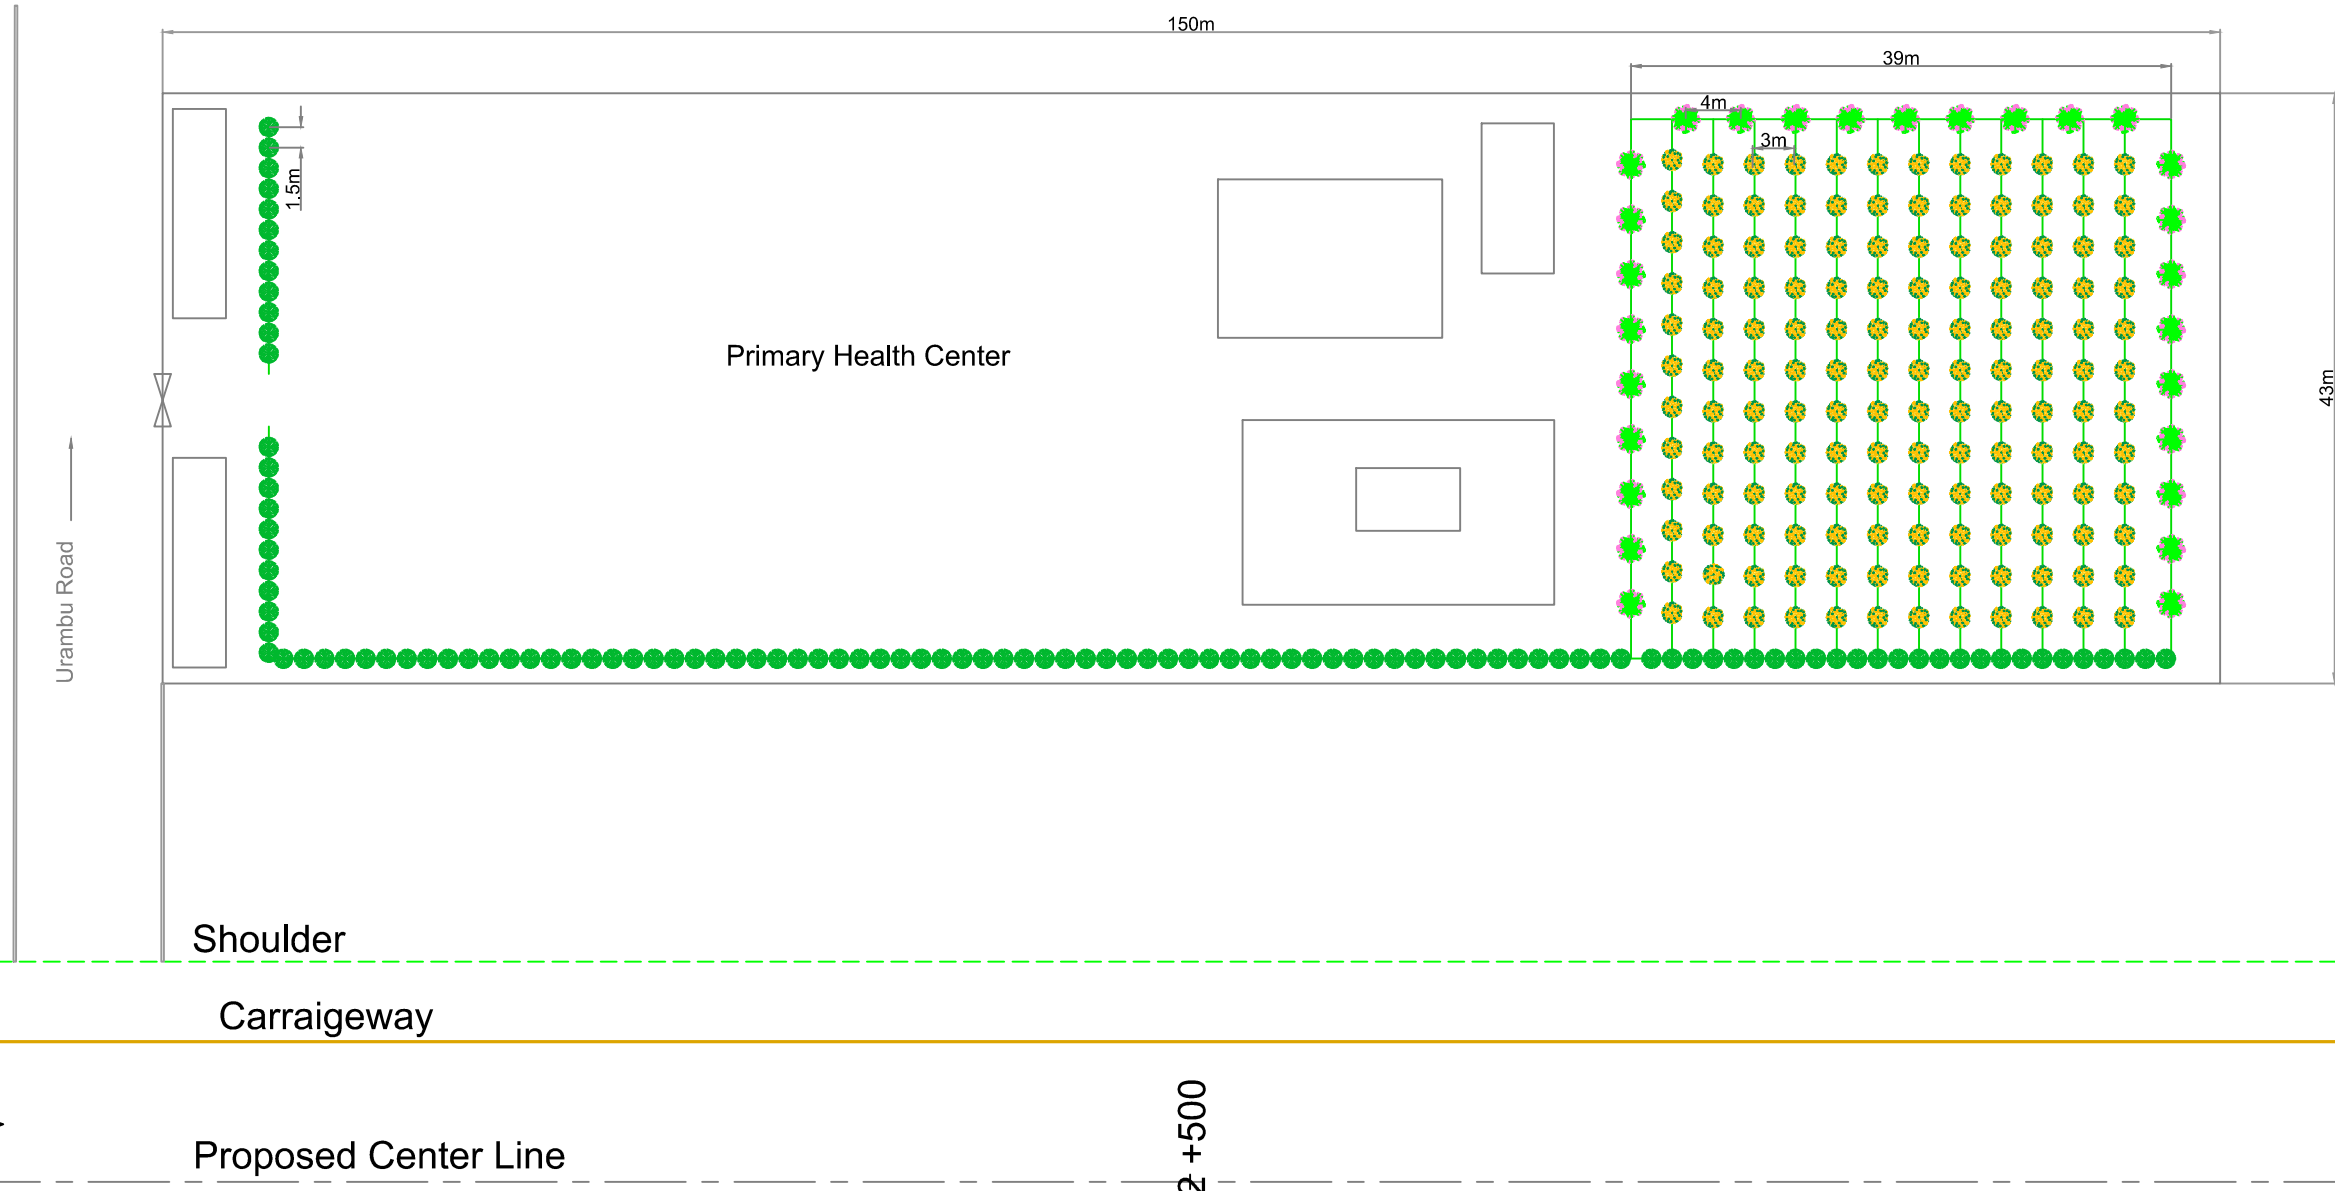 150m
39m
4m
3m
1.5m
Primary Health Center
43m
Urambu Road
Shoulder
Carraigeway
+500
Proposed Center Line